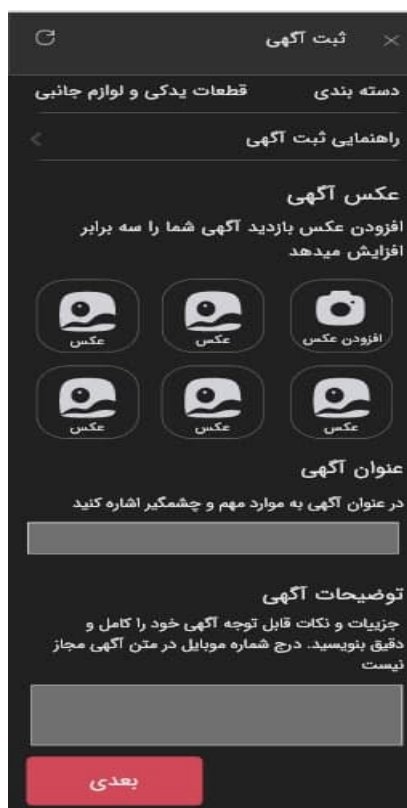 ثبت آگهی
دسته بندی قطعات یدکی و لوازم جانبی
راهنمایی ثبت آگهی
عکس آگهی
افزودن عکس بازدید آگهی شما را سه برابر
افزایش میدهد
افزودن عکس عکس عکس
عکس عکس عکس
عنوان آگهی
در عنوان آگهی به موارد مهم و چشمگیر اشاره کنید
توضیحات آگهی
جزییات و نکات قابل توجه آگهی خود را کامل و
دقیق بنویسید. درج شماره موبایل در متن آگهی مجاز
نیست
بعدی